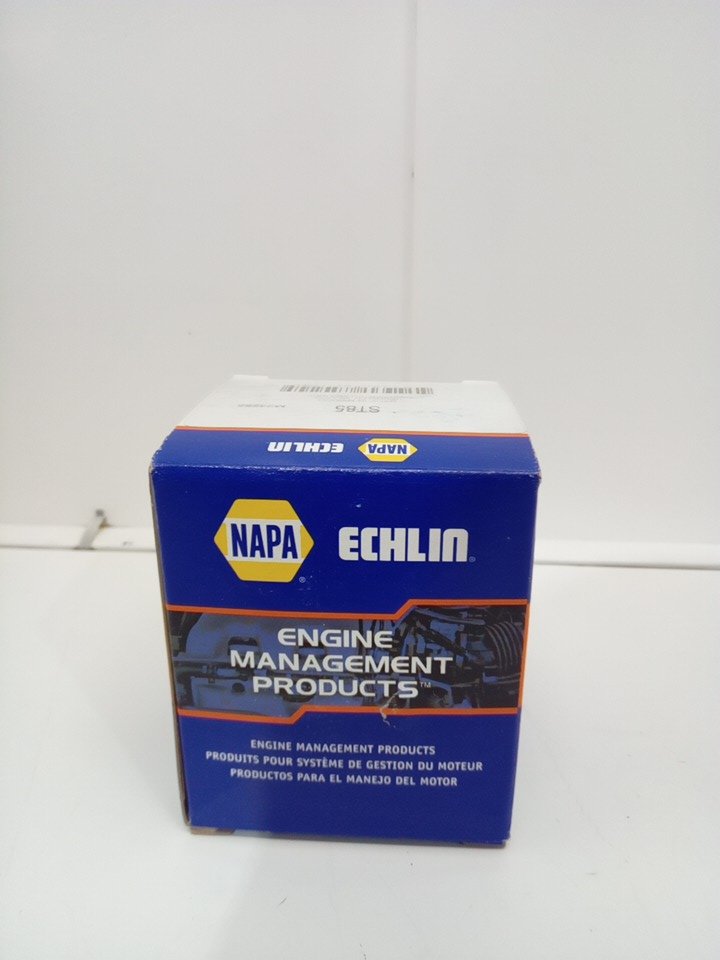 ST85
NAPA ECHLIN
NAPA® ECHLIN®
ENGINE
MANAGEMENT
PRODUCTS™
ENGINE MANAGEMENT PRODUCTS
PRODUITS POUR SYSTÈME DE GESTION DU MOTEUR
PRODUCTOS PARA EL MANEJO DEL MOTOR